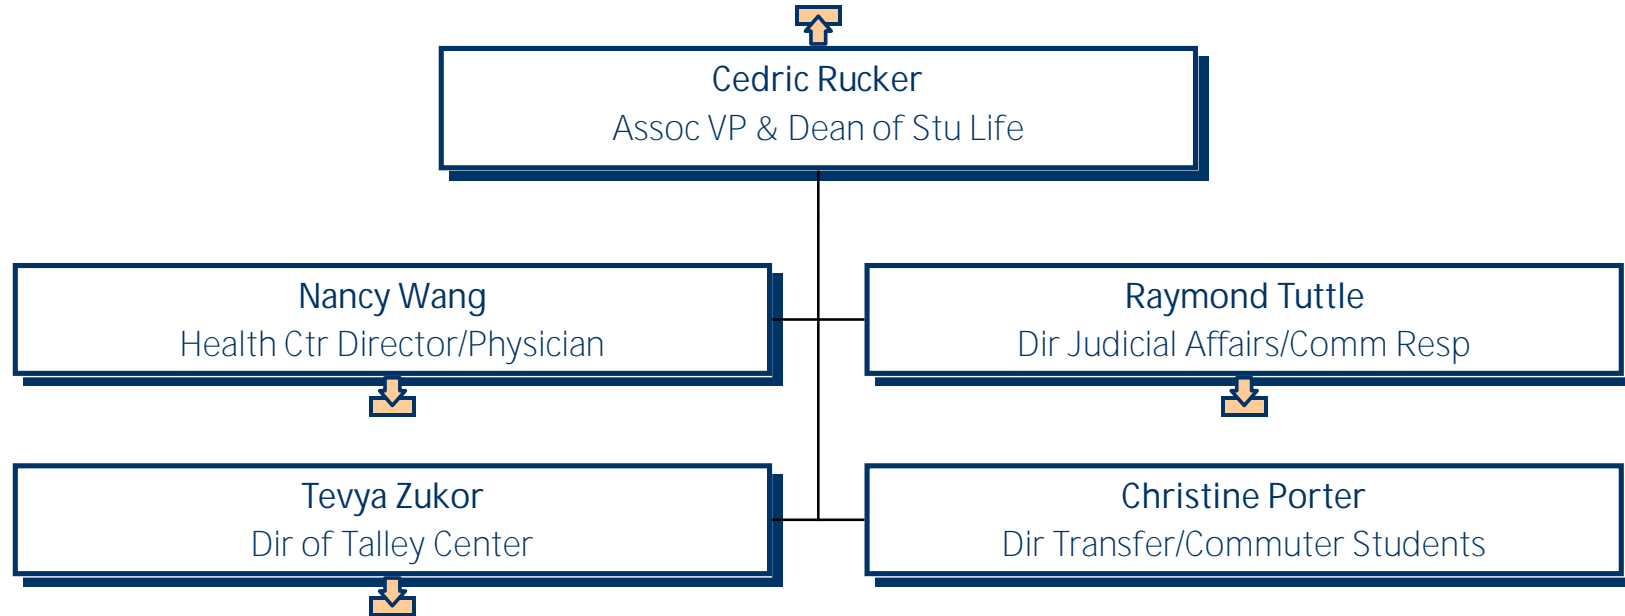 Cedric Rucker
Assoc VP & Dean of Stu Life
Nancy Wang
Health Ctr Director/Physician
Raymond Tuttle
Dir Judicial Affairs/Comm Resp
Tevya Zukor
Dir of Talley Center
Christine Porter
Dir Transfer/Commuter Students